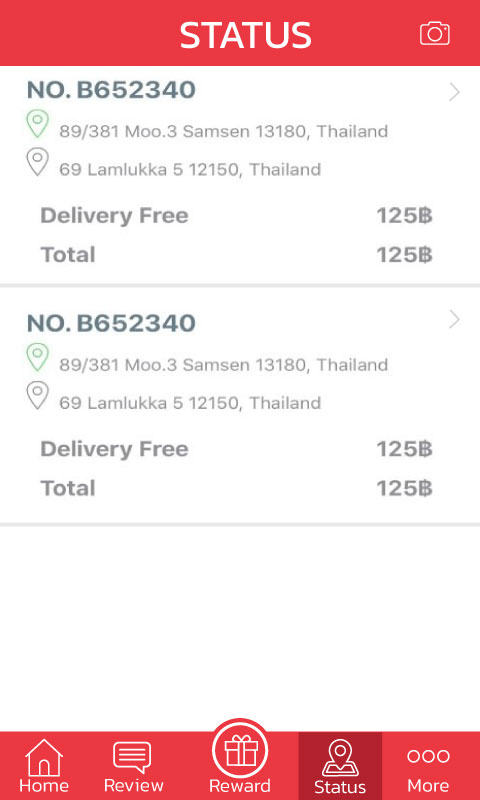 STATUS
NO. B652340
89/381 Moo.3 Samsen 13180, Thailand
69 Lamlukka 5 12150, Thailand
Delivery Free 125฿
Total 125฿
NO. B652340
89/381 Moo.3 Samsen 13180, Thailand
69 Lamlukka 5 12150, Thailand
Delivery Free 125฿
Total 125฿
Home Review Reward Status More